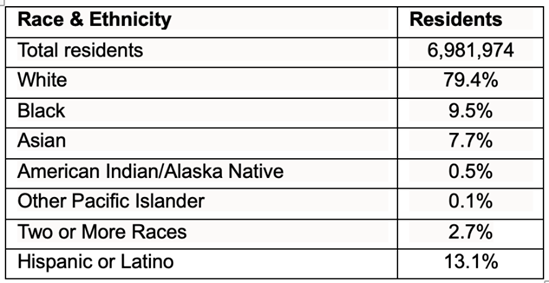 Race & Ethnicity Residents
Total residents 6,981,974
White 79.4%
Black 9.5%
Asian 7.7%
American Indian/Alaska Native 0.5%
Other Pacific Islander 0.1%
Two or More Races 2.7%
Hispanic or Latino 13.1%